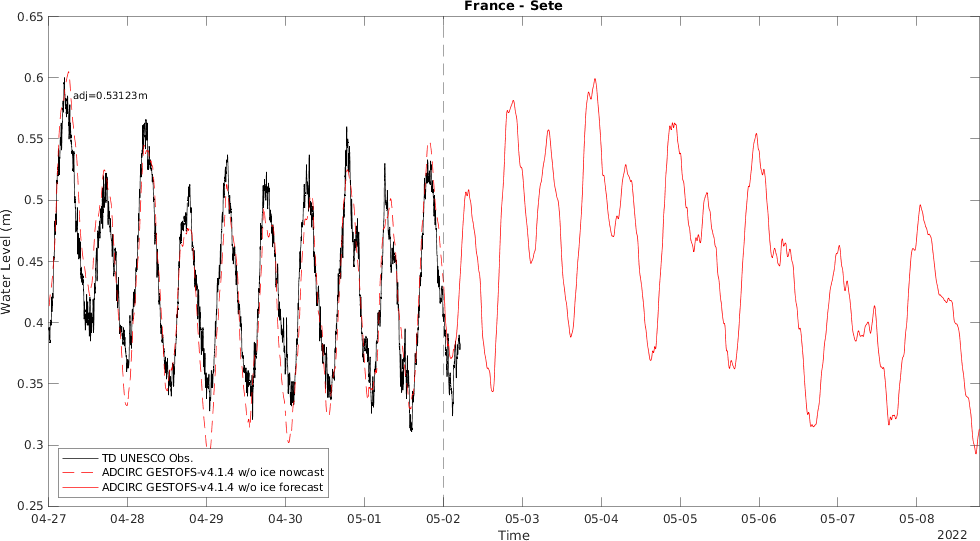 France - Sete
0.65
0.6
adj=0.53123m
0.55
0.5
0.45
0.4
0.35
0.3
0.25
Water Level (m)
TD UNESCO Obs.
ADCIRC GESTOFS-v4.1.4 w/o ice nowcast
ADCIRC GESTOFS-v4.1.4 w/o ice forecast
04-27 04-28 04-29 04-30 05-01 05-02 05-03 05-04 05-05 05-06 05-07 05-08
Time
2022